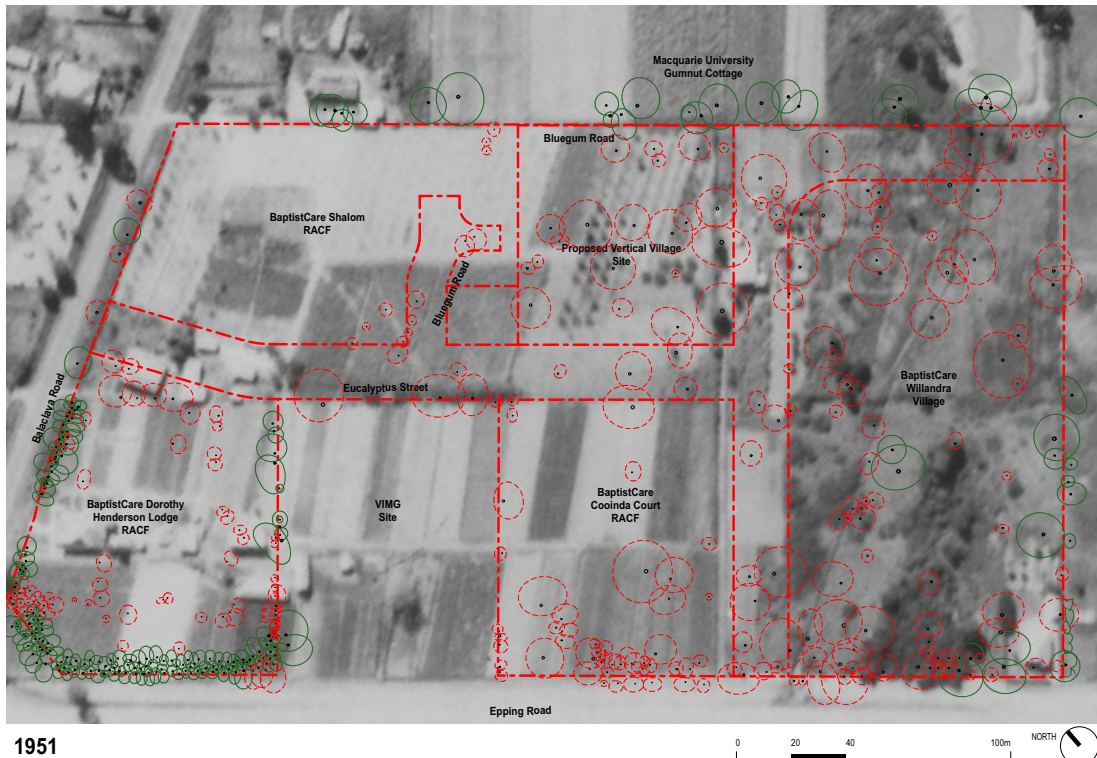 Macquarie University
Gumnut Cottage
Bluegum Road
BaptistCare Shalom
RACF
Proposed Vertical Village
Site
Bluegum Road
BaptistCare
Willandra
Village
Eucalyptus Street
Balaclava Road
BaptistCare Dorothy
Henderson Lodge
RACF
VIMG
Site
BaptistCare
Cooinda Court
RACF
Epping Road
1951
0 20 40 100m
NORTH